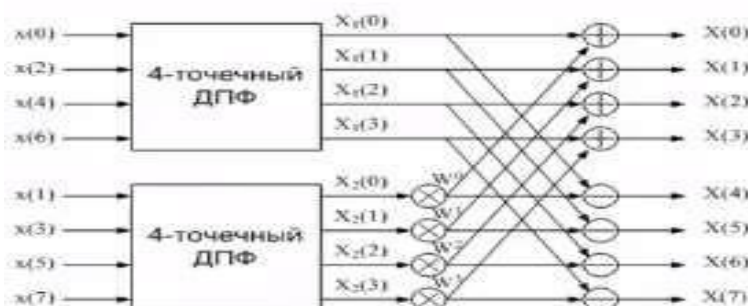 x(0) X₁(0) X(0)
x(2) X₁(1) X(1)
x(4) 4-точечный ДПФ X₁(2) X(2)
x(6) X₁(3) X(3)
x(1) X₂(0) W⁰ X(4)
x(3) X₂(1) W¹ X(5)
x(5) 4-точечный ДПФ X₂(2) W² X(6)
x(7) X₂(3) W³ X(7)